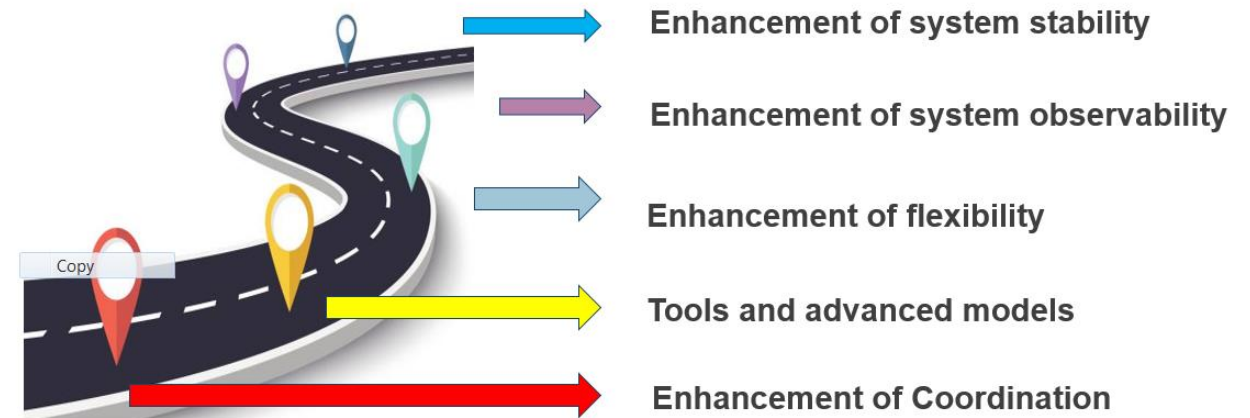 Enhancement of system stability
Enhancement of system observability
Enhancement of flexibility
Copy
Tools and advanced models
Enhancement of Coordination